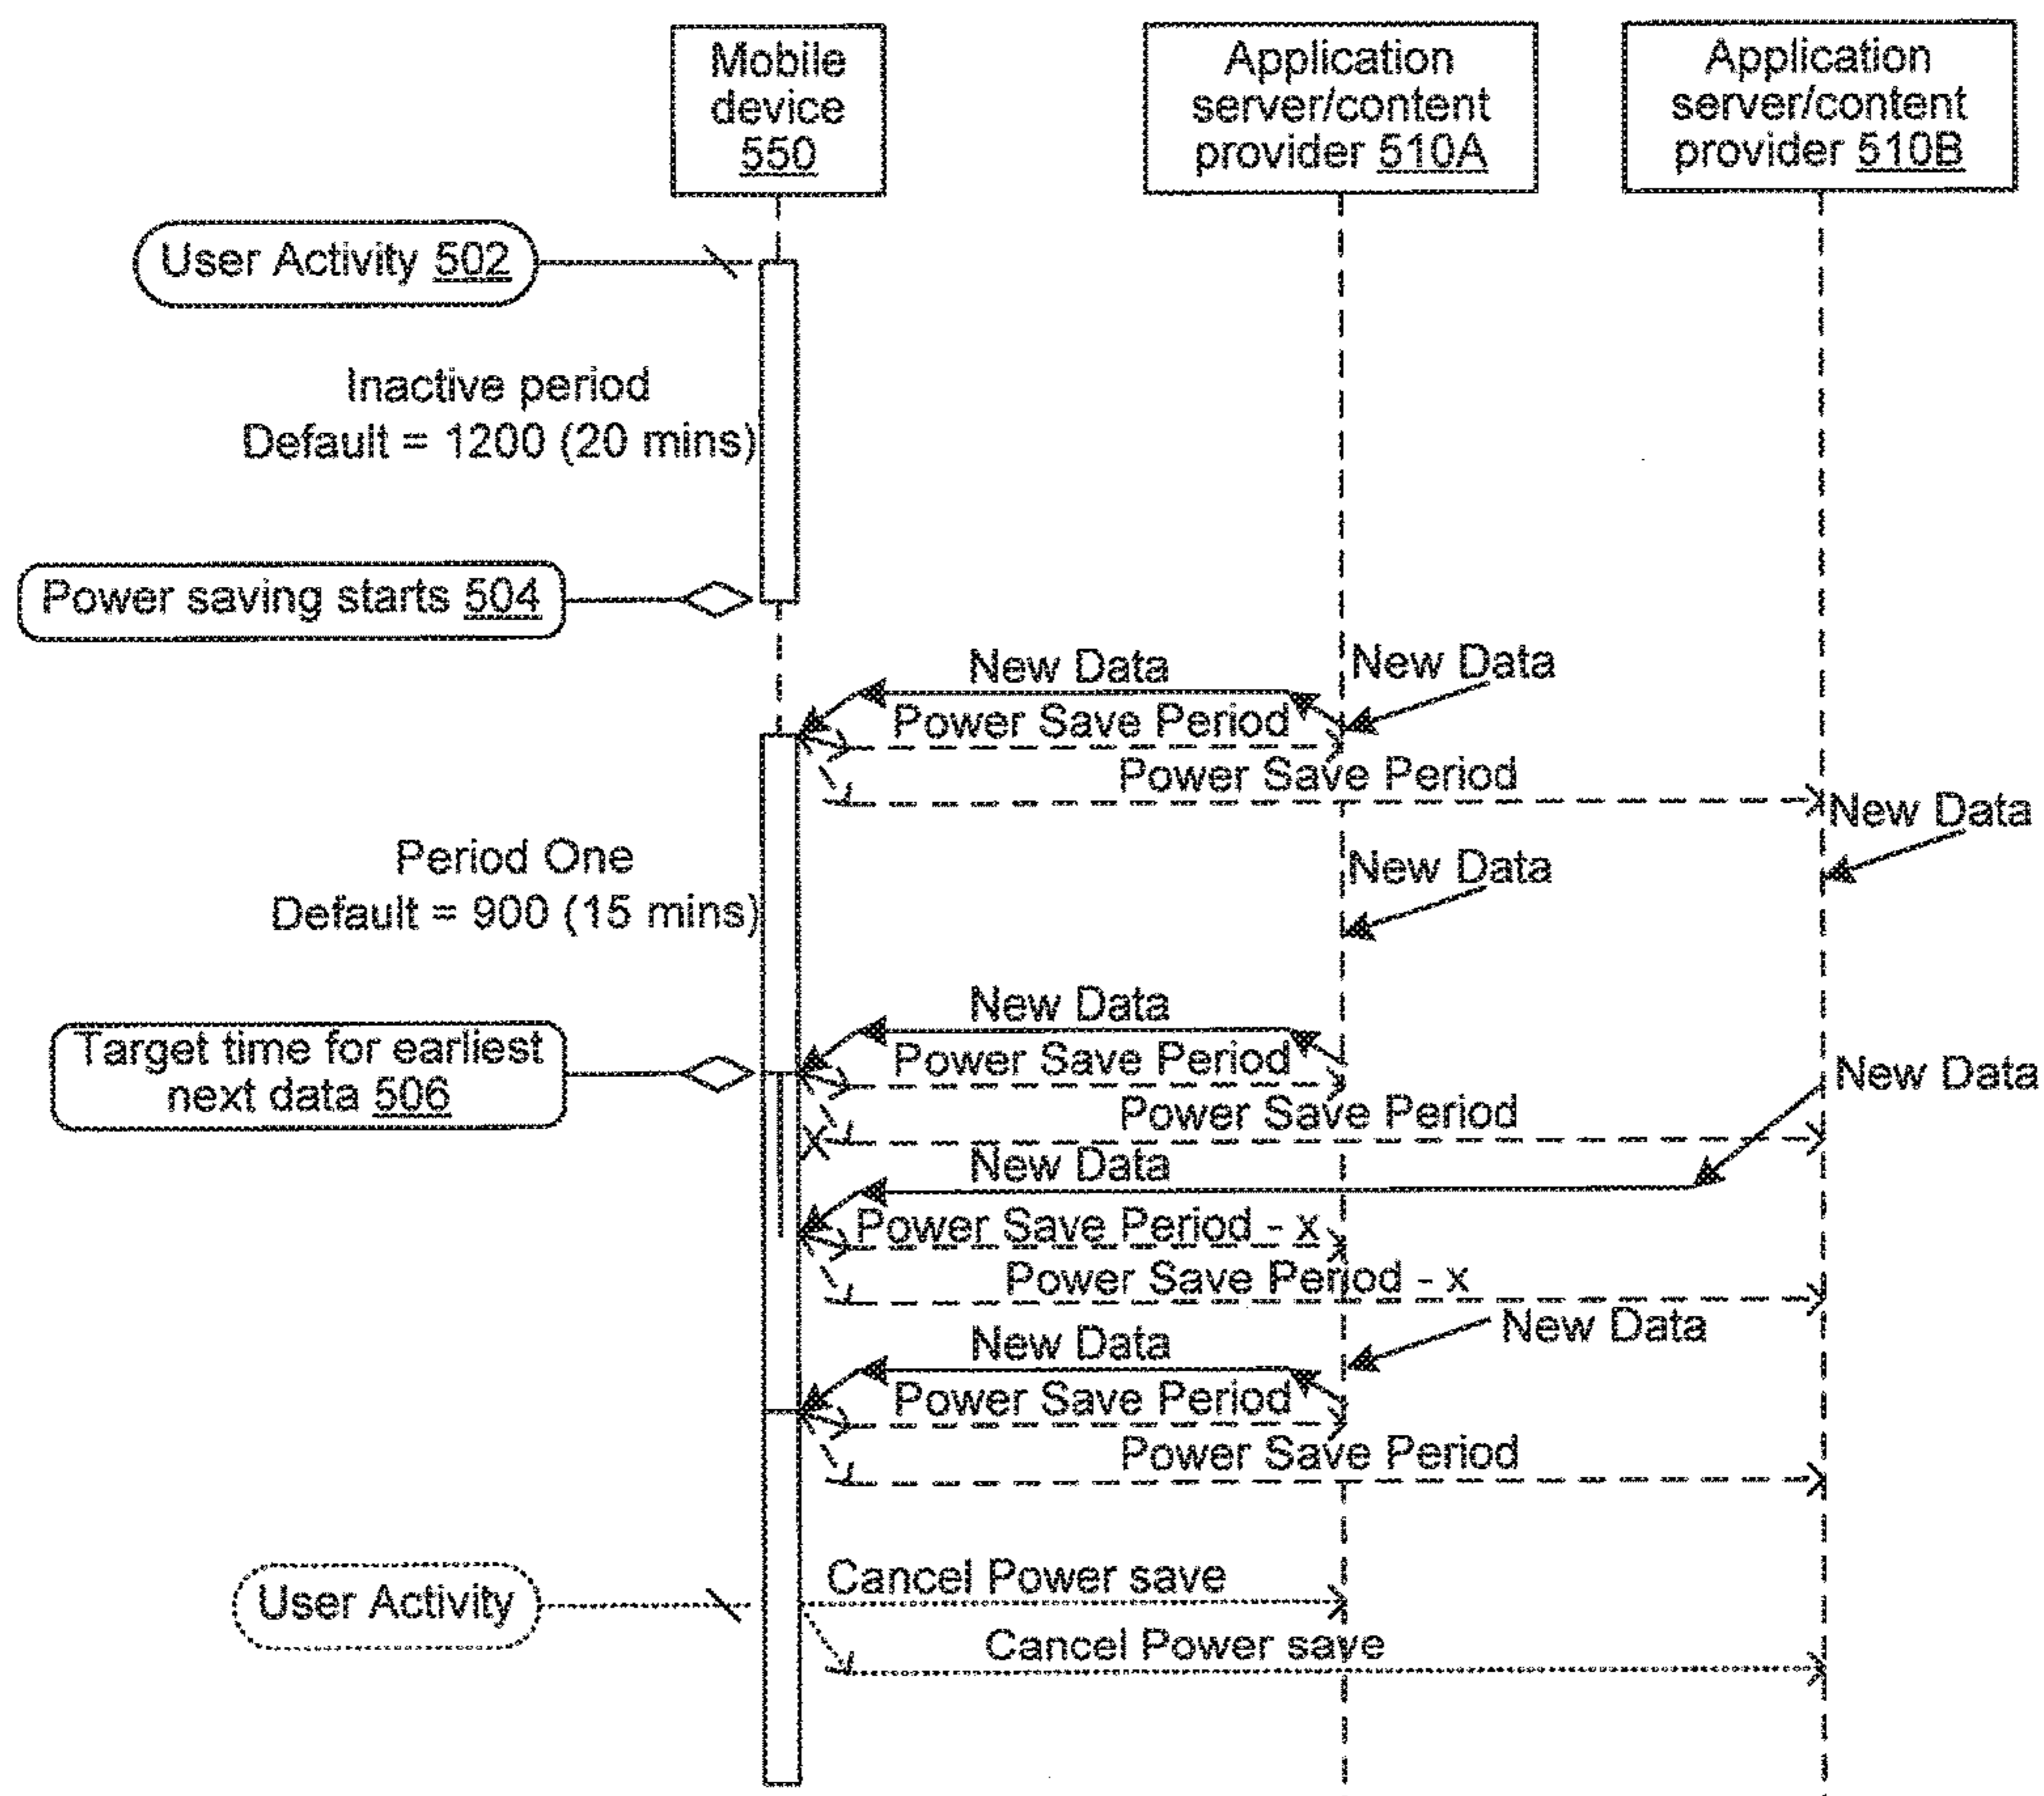 Mobile
device
550
Application
server/content
provider 510A
Application
server/content
provider 510B
User Activity 502
Inactive period
Default = 1200 (20 mins)
Power saving starts 504
New Data
New Data
Power Save Period
Power Save Period
New Data
Period One
Default = 900 (15 mins)
New Data
New Data
Target time for earliest
next data 506
Power Save Period
New Data
Power Save Period
X
New Data
Power Save Period - x
Power Save Period - x
New Data
New Data
Power Save Period
Power Save Period
User Activity
Cancel Power save
Cancel Power save